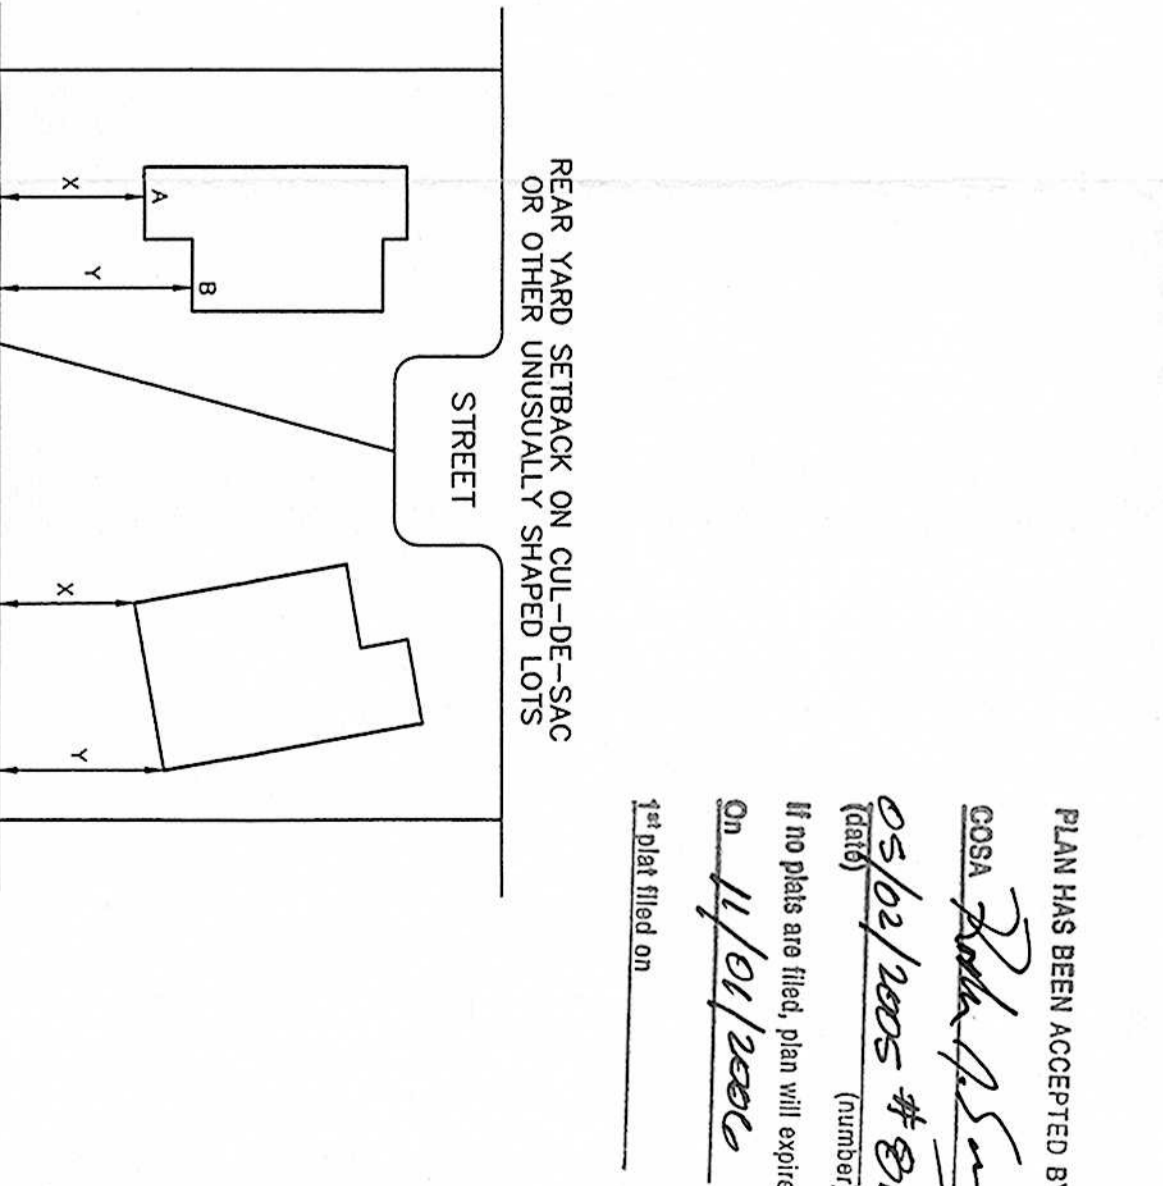 PLAN HAS BEEN ACCEPTED BY
COSA
05/02/2005 #
(date) (number
If no plats are filed, plan will expire
On 11/01/2006
1st plat filed on
REAR YARD SETBACK ON CUL-DE-SAC
OR OTHER UNUSUALLY SHAPED LOTS
STREET
A
B
X
Y
X
Y